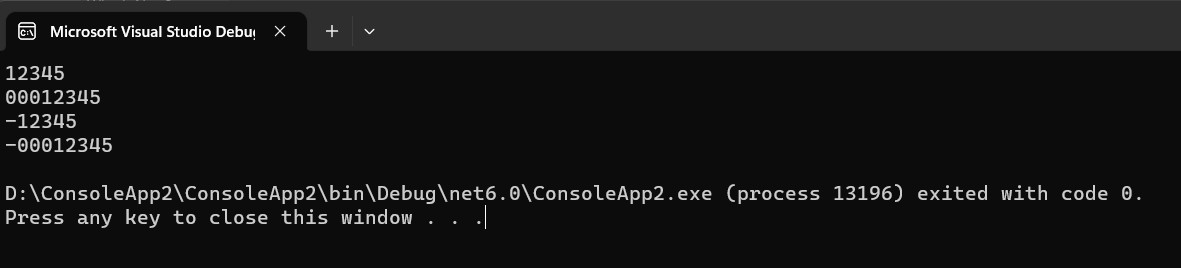 Microsoft Visual Studio Debu
12345
00012345
-12345
-00012345
D:\ConsoleApp2\ConsoleApp2\bin\Debug\net6.0\ConsoleApp2.exe (process 13196) exited with code 0.
Press any key to close this window . . .